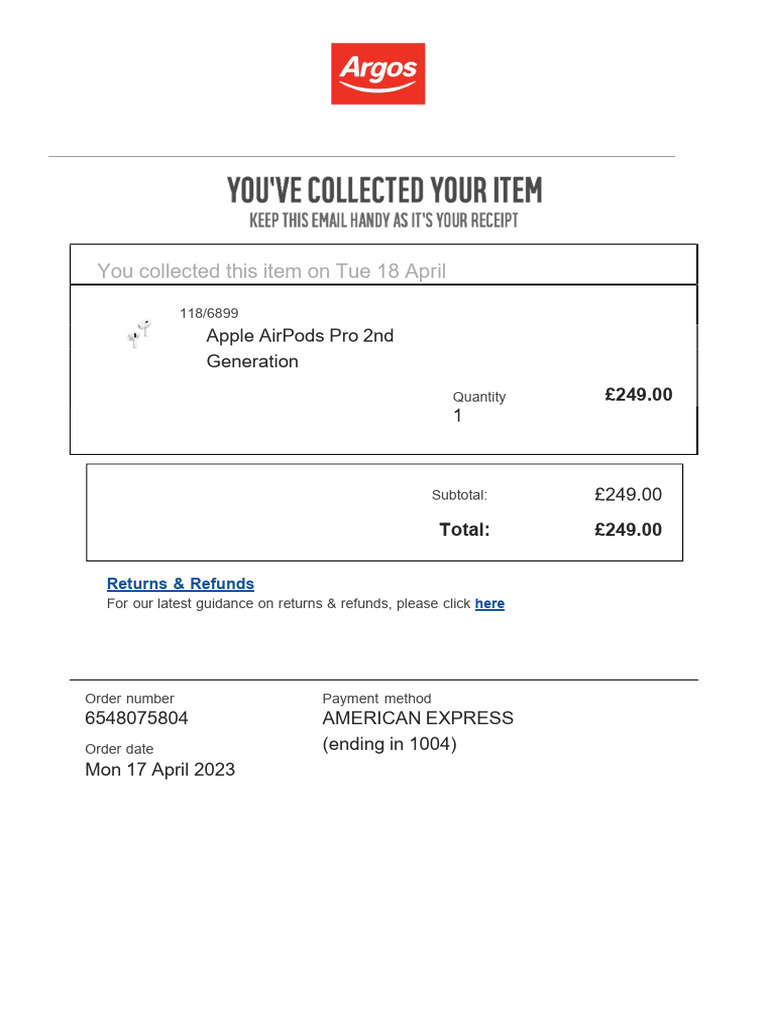 Argos
YOU'VE COLLECTED YOUR ITEM
KEEP THIS EMAIL HANDY AS IT'S YOUR RECEIPT
You collected this item on Tue 18 April
118/6899
Apple AirPods Pro 2nd
Generation
Quantity
£249.00
1
Subtotal: £249.00
Total: £249.00
Returns & Refunds
For our latest guidance on returns & refunds, please click here
Order number
6548075804
Order date
Mon 17 April 2023
Payment method
AMERICAN EXPRESS
(ending in 1004)